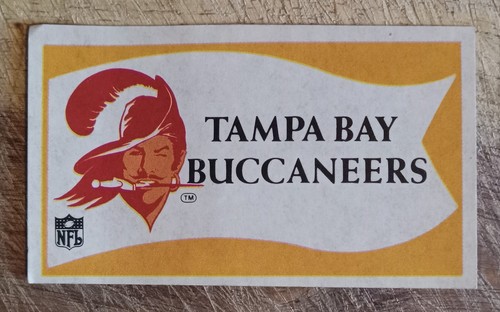 TAMPA BAY
BUCCANEERS
TM
NFL